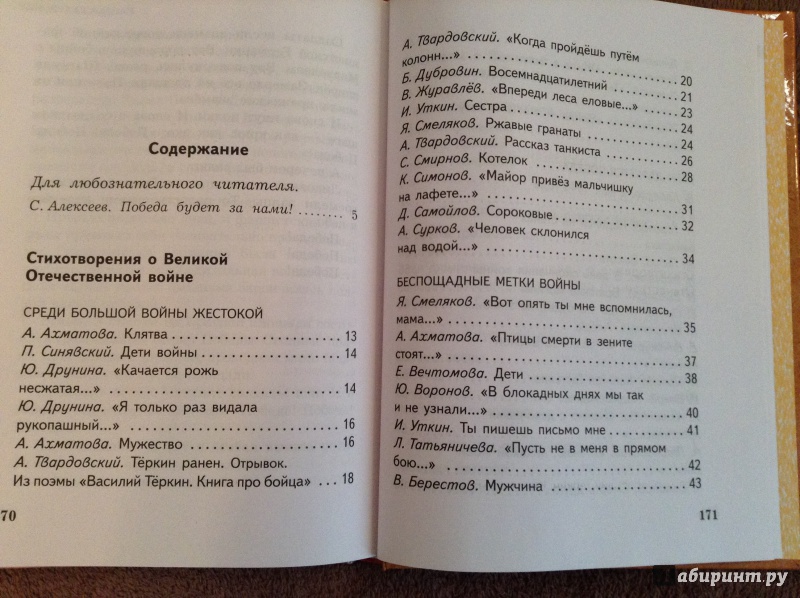 Содержание
Для любознательного читателя.
С. Алексеев. Победа будет за нами! ....... 5
Стихотворения о Великой
Отечественной войне
СРЕДИ БОЛЬШОЙ ВОЙНЫ ЖЕСТОКОЙ
А. Ахматова. Клятва ........ 13
П. Синявский. Дети войны ........ 14
Ю. Друнина. «Качается рожь
несжатая...» ........ 14
Ю. Друнина. «Я только раз видала
рукопашный...» ........ 16
А. Ахматова. Мужество ........ 16
А. Твардовский. Тёркин ранен. Отрывок.
Из поэмы «Василий Тёркин. Книга про бойца» .... 18
70
А. Твардовский. «Когда пройдёшь путём
колонн...» ........ 20
Б. Дубровин. Восемнадцатилетний ........ 21
В. Журавлёв. «Впереди леса еловые...» ........ 23
И. Уткин. Сестра ........ 24
Я. Смеляков. Ржавые гранаты ........ 24
А. Твардовский. Рассказ танкиста ........ 26
С. Смирнов. Котелок ........ 28
К. Симонов. «Майор привёз мальчишку
на лафете...» ........ 31
Д. Самойлов. Сороковые ........ 32
А. Сурков. «Человек склонился
над водой...» ........ 34
БЕСПОЩАДНЫЕ МЕТКИ ВОЙНЫ
Я. Смеляков. «Вот опять ты мне вспомнилась,
мама...» ........ 35
А. Ахматова. «Птицы смерти в зените
стоят...» ........ 37
Е. Вечтомова. Дети ........ 38
Ю. Воронов. «В блокадных днях мы так
и не узнали...» ........ 40
И. Уткин. Ты пишешь письмо мне ........ 41
Л. Татьяничева. «Пусть не в меня в прямом
бою...» ........ 42
В. Берестов. Мужчина ........ 43
171
абиринт.ру